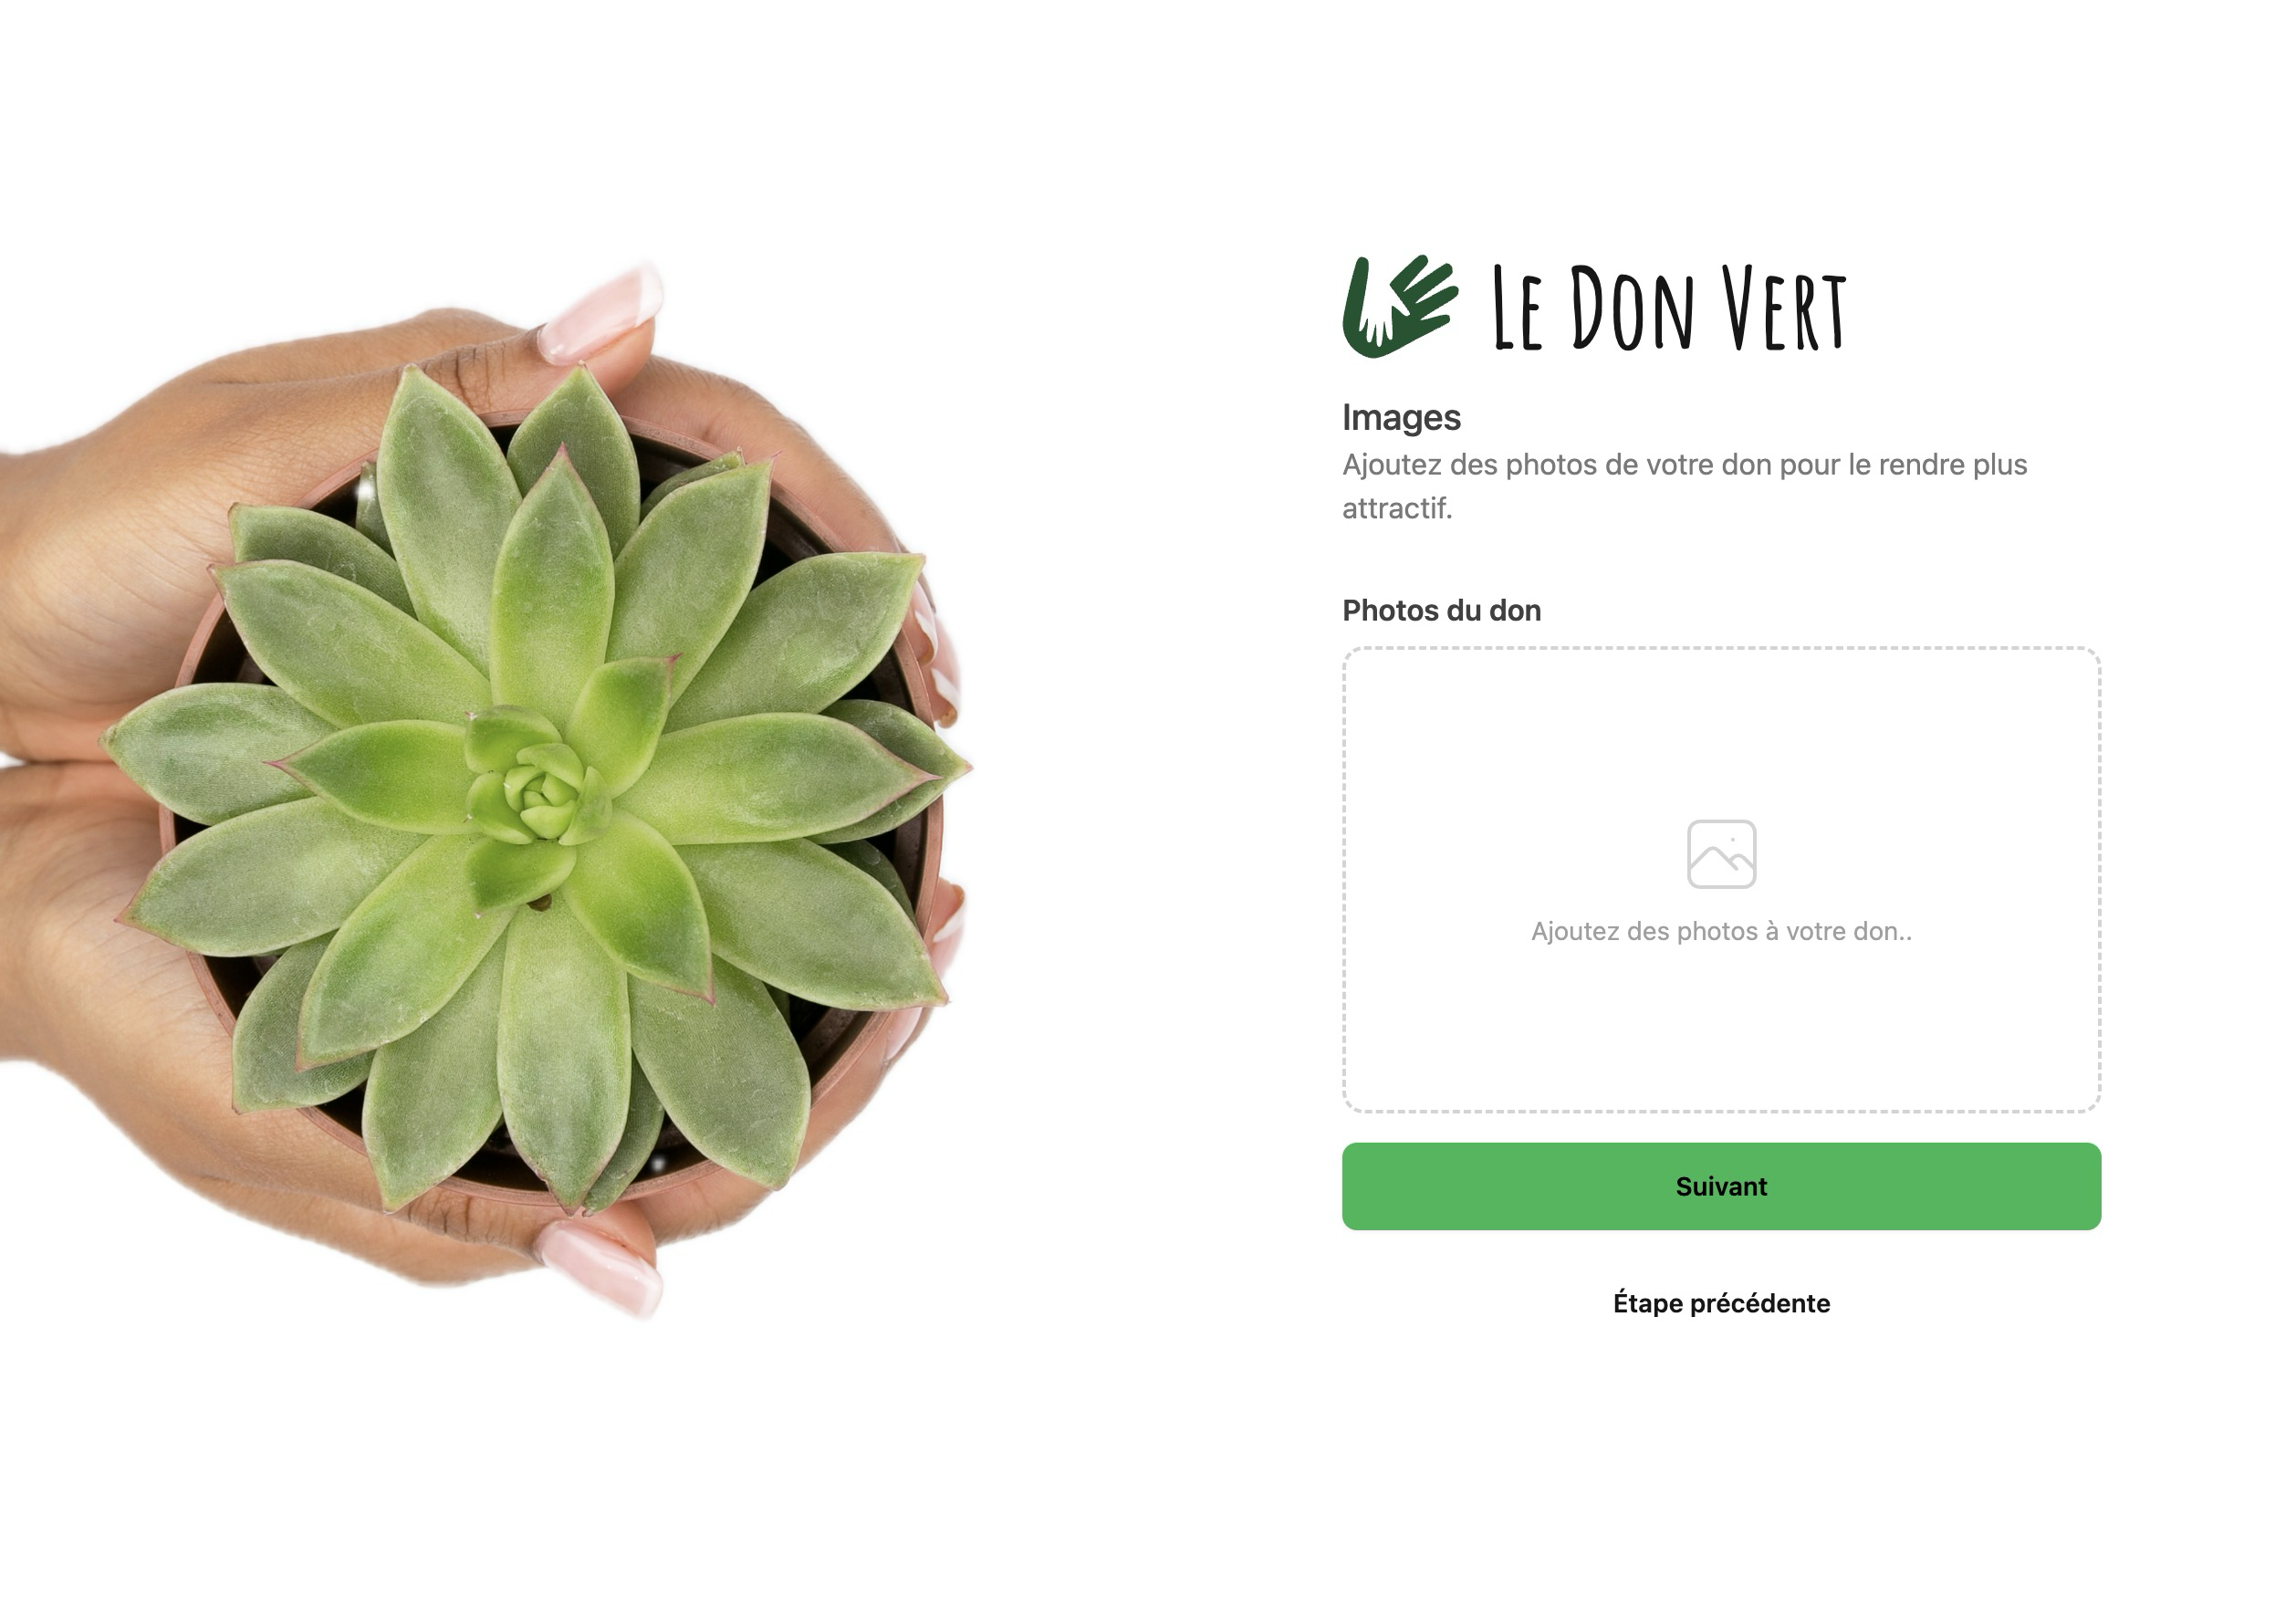 Le Don Vert
Images
Ajoutez des photos de votre don pour le rendre plus
attractif.
Photos du don
Ajoutez des photos à votre don..
Suivant
Étape précédente